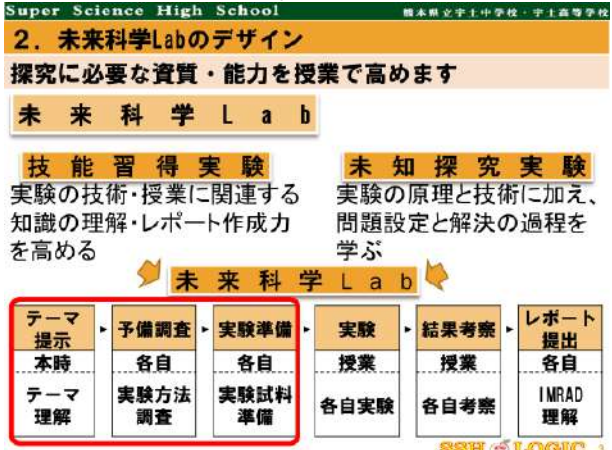 Super Science High School
熊本県立宇土中学校・宇土高等学校
2. 未来科学Labのデザイン
探究に必要な資質・能力を授業で高めます
未来科学Lab
技能習得実験
実験の技術・授業に関連する
知識の理解・レポート作成力
を高める
未知探究実験
実験の原理と技術に加え、
問題設定と解決の過程を
学ぶ
未来科学Lab
テーマ
提示
本時
テーマ
理解
予備調査
各自
実験方法
調査
実験準備
各自
実験試料
準備
実験
授業
各自実験
結果考察
授業
各自考察
レポート
提出
各自
IMRAD
理解
SSH LOGIC